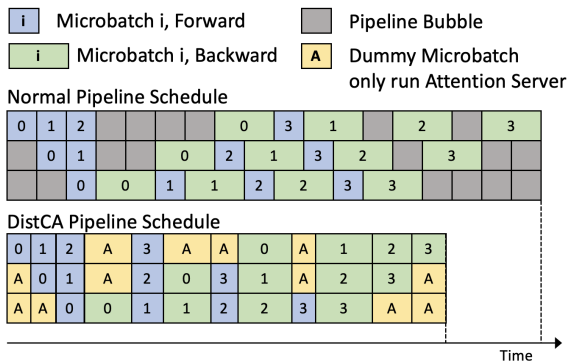 i Microbatch i, Forward Pipeline Bubble
i Microbatch i, Backward A Dummy Microbatch
only run Attention Server
Normal Pipeline Schedule
0 1 2 0 3 1 2 3
0 1 0 2 1 3 2 3
0 0 1 1 2 2 3 3
DistCA Pipeline Schedule
0 1 2 A 3 A A 0 A 1 2 3
A 0 1 A 2 0 3 1 A 2 3 A
A A 0 0 1 1 2 2 3 3 A A
Time